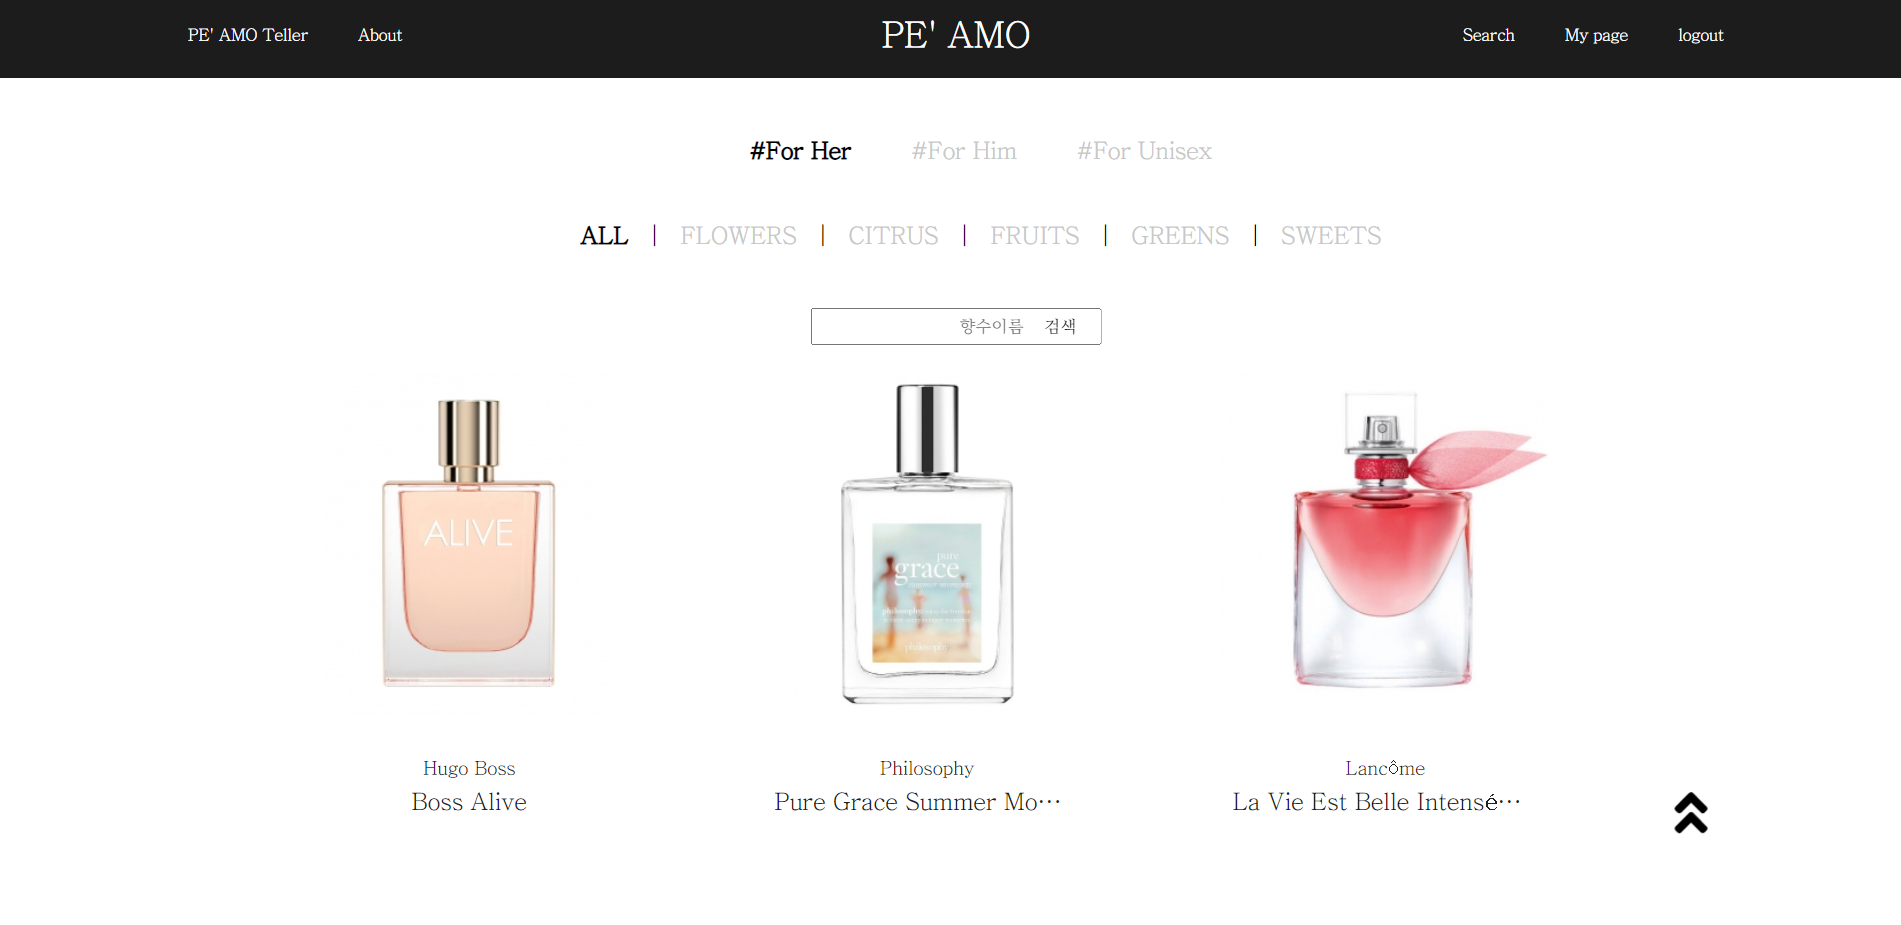 PE' AMO Teller About PE' AMO Search My page logout
#For Her #For Him #For Unisex
ALL | FLOWERS | CITRUS | FRUITS | GREENS | SWEETS
향수이름 검색
ALIVE
pure
grace
philosophy
philosophy
Hugo Boss
Boss Alive
Philosophy
Pure Grace Summer Mo…
Lancôme
La Vie Est Belle Intensé…